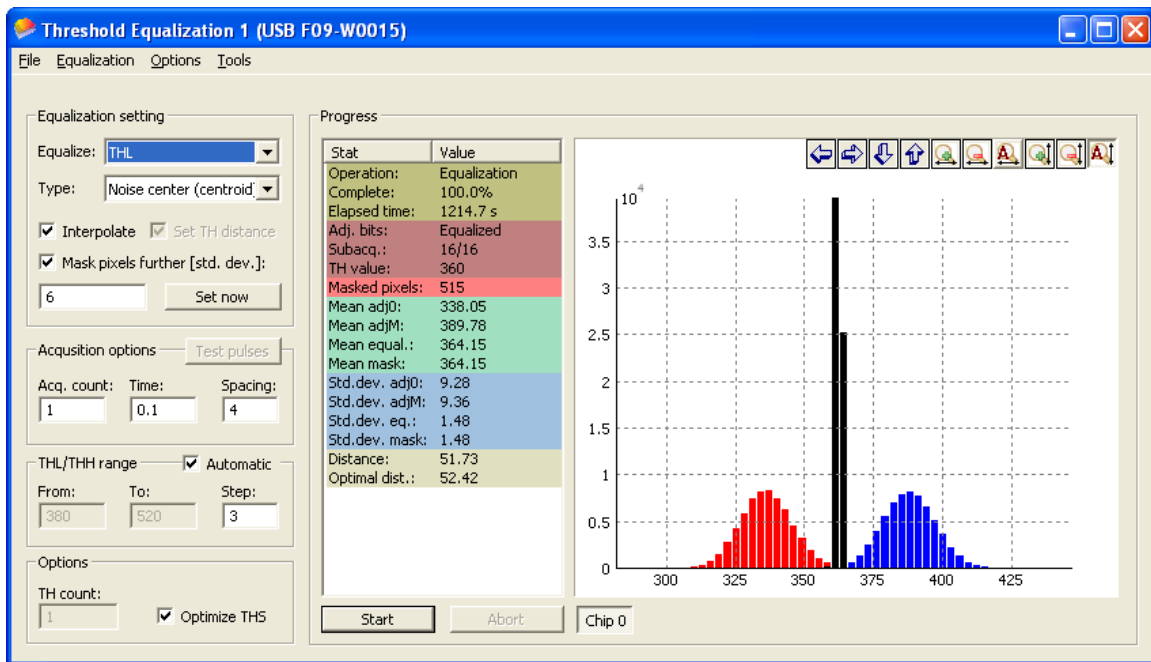 Threshold Equalization 1 (USB F09-W0015)
File Equalization Options Tools
Equalization setting
Equalize: THL
Type: Noise center (centroid)
Interpolate Set TH distance
Mask pixels further [std. dev.]:
6 Set now
Acqusition options Test pulses
Acq. count: Time: Spacing:
1 0.1 4
THL/THH range Automatic
From: To: Step:
380 520 3
Options
TH count:
1 Optimize THS
Progress
Stat Value
Operation: Equalization
Complete: 100.0%
Elapsed time: 1214.7 s
Adj. bits: Equalized
Subacq.: 16/16
TH value: 360
Masked pixels: 515
Mean adj0: 338.05
Mean adjM: 389.78
Mean equal.: 364.15
Mean mask: 364.15
Std.dev. adj0: 9.28
Std.dev. adjM: 9.36
Std.dev. eq.: 1.48
Std.dev. mask: 1.48
Distance: 51.73
Optimal dist.: 52.42
Start Abort
A A
10^4
3.5
3
2.5
2
1.5
1
0.5
0
300 325 350 375 400 425
Chip 0